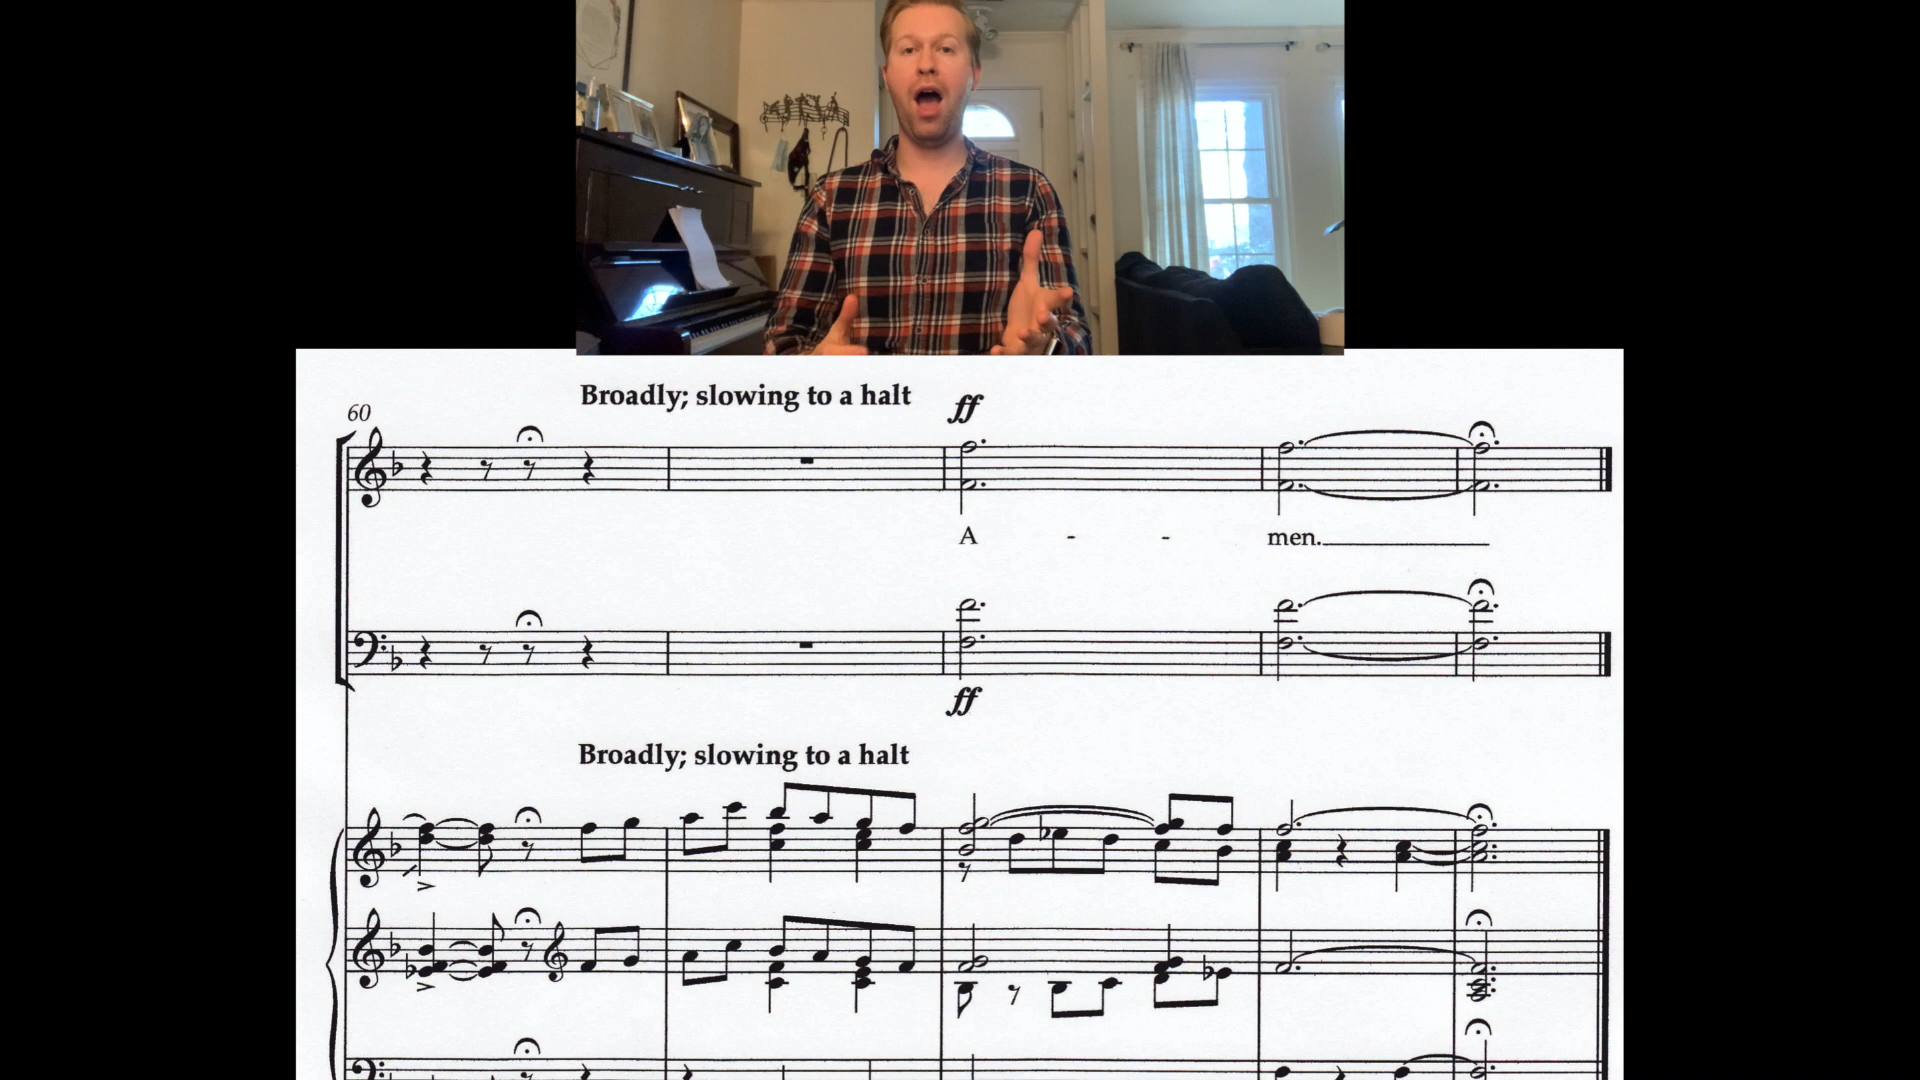 Broadly; slowing to a halt
ff
60
A - - men.
ff
Broadly; slowing to a halt